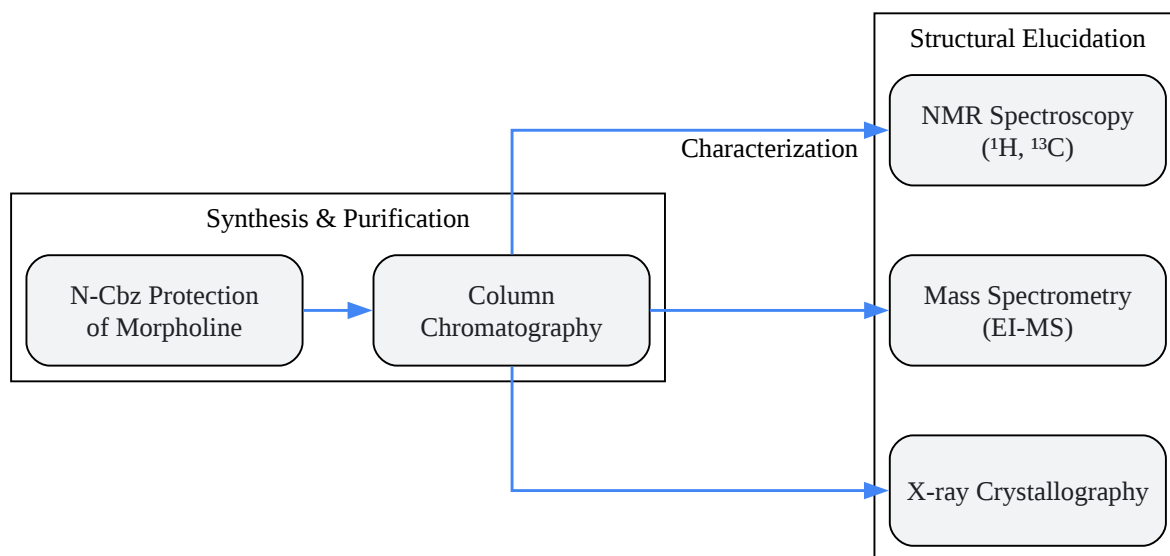 Structural Elucidation
NMR Spectroscopy
(¹H, ¹³C)
Characterization
Synthesis & Purification
N-Cbz Protection
of Morpholine
Column
Chromatography
Mass Spectrometry
(EI-MS)
X-ray Crystallography